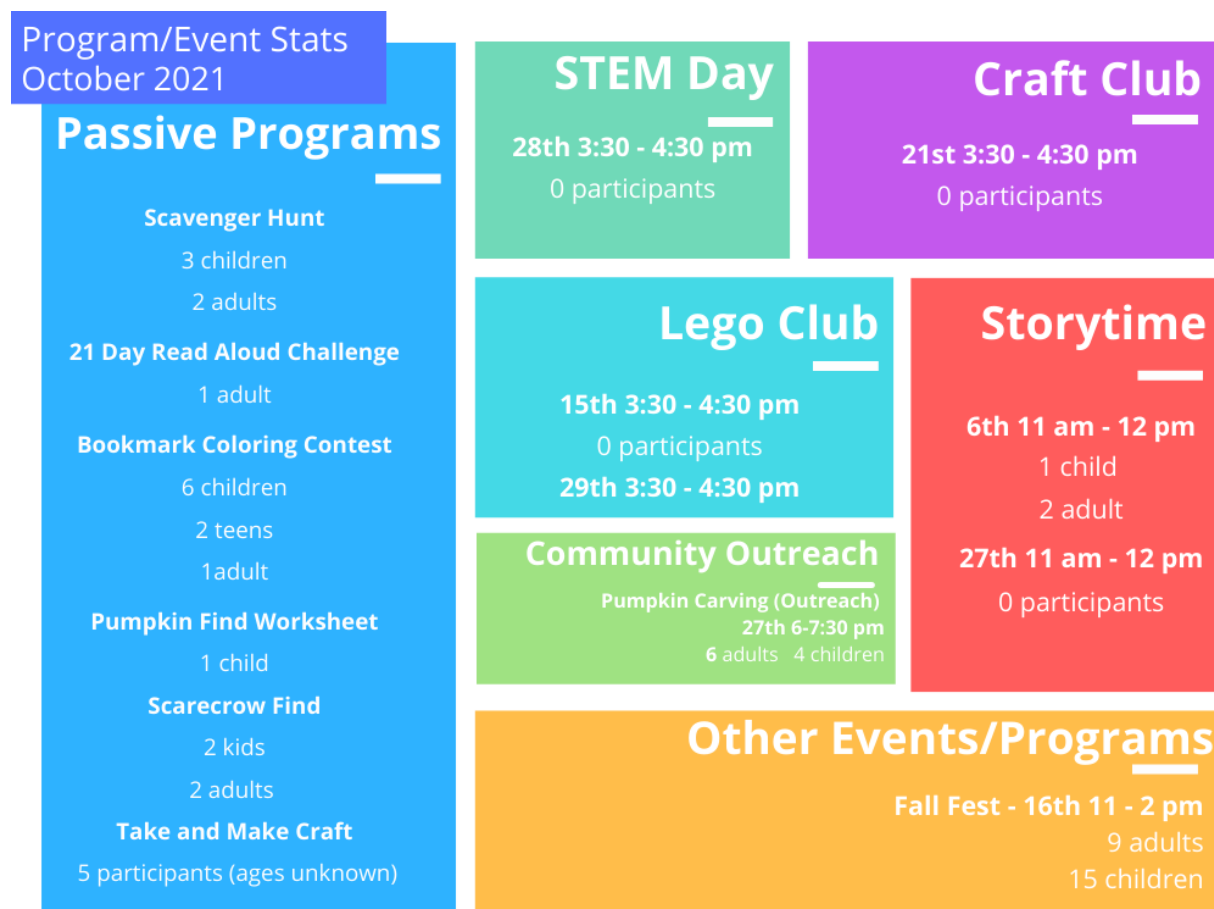 Program/Event Stats
October 2021
Passive Programs
Scavenger Hunt
3 children
2 adults
21 Day Read Aloud Challenge
1 adult
Bookmark Coloring Contest
6 children
2 teens
1adult
Pumpkin Find Worksheet
1 child
Scarecrow Find
2 kids
2 adults
Take and Make Craft
5 participants (ages unknown)
STEM Day
28th 3:30 - 4:30 pm
0 participants
Craft Club
21st 3:30 - 4:30 pm
0 participants
Lego Club
15th 3:30 - 4:30 pm
0 participants
29th 3:30 - 4:30 pm
Storytime
6th 11 am - 12 pm
1 child
2 adult
27th 11 am - 12 pm
0 participants
Community Outreach
Pumpkin Carving (Outreach)
27th 6-7:30 pm
6 adults 4 children
Other Events/Programs
Fall Fest - 16th 11 - 2 pm
9 adults
15 children